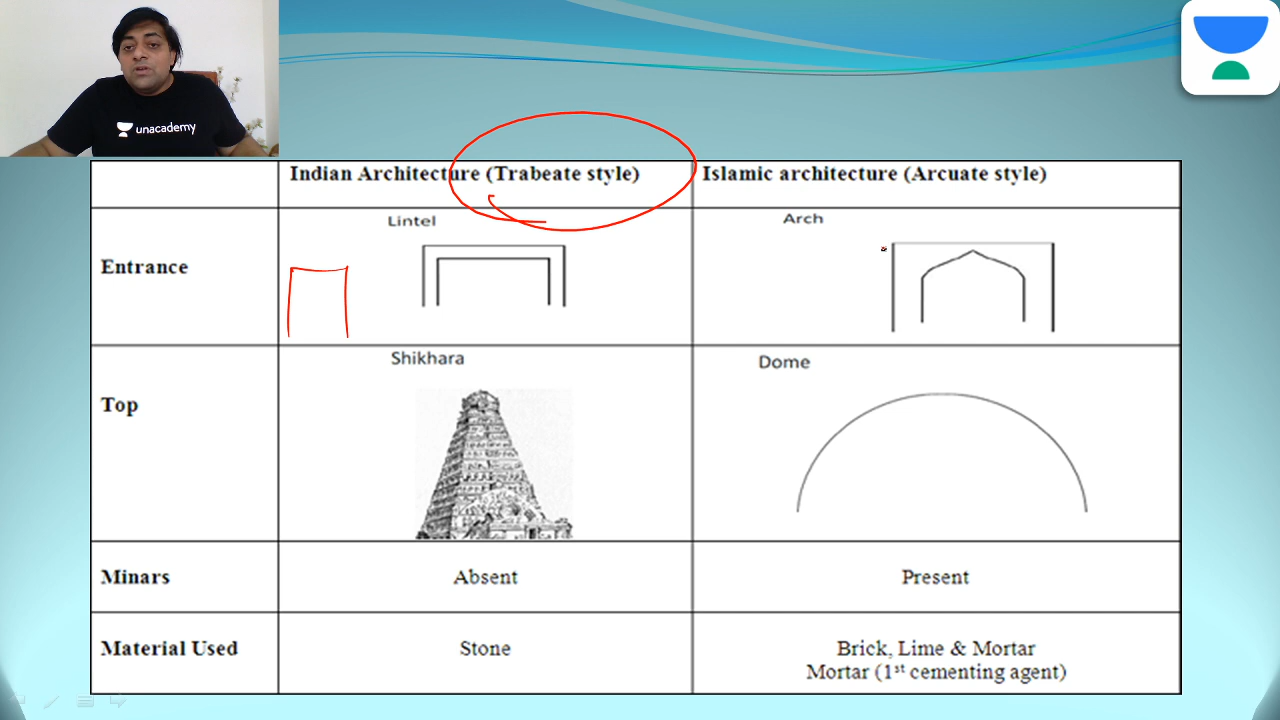 unacademy
Indian Architecture (Trabeate style)
Islamic architecture (Arcuate style)
Entrance
Lintel
Arch
Top
Shikhara
Dome
Minars
Absent
Present
Material Used
Stone
Brick, Lime & Mortar
Mortar (1st cementing agent)